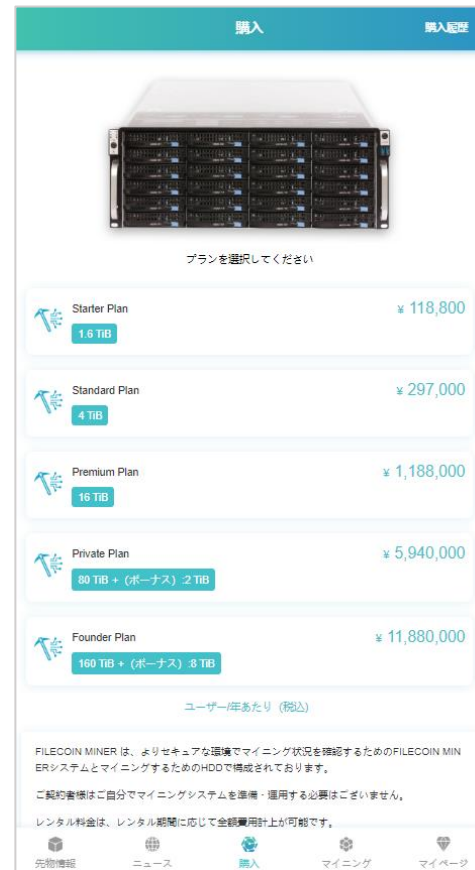 購入
購入履歴
プランを選択してください
Starter Plan
¥ 118,800
1.6 TiB
Standard Plan
¥ 297,000
4 TiB
Premium Plan
¥ 1,188,000
16 TiB
Private Plan
¥ 5,940,000
80 TiB + (ボーナス) :2 TiB
Founder Plan
¥ 11,880,000
160 TiB + (ボーナス) :8 TiB
ユーザー/年あたり (税込)
FILECOIN MINER は、よりセキュアな環境でマイニング状況を確認するためのFILECOIN MIN
ERシステムとマイニングするためのHDDで構成されております。
ご契約者様はご自分でマイニングシステムを準備・運用する必要はございません。
レンタル料金は、レンタル期間に応じて全額費用計上が可能です。
先物情報
ニュース
購入
マイニング
マイページ